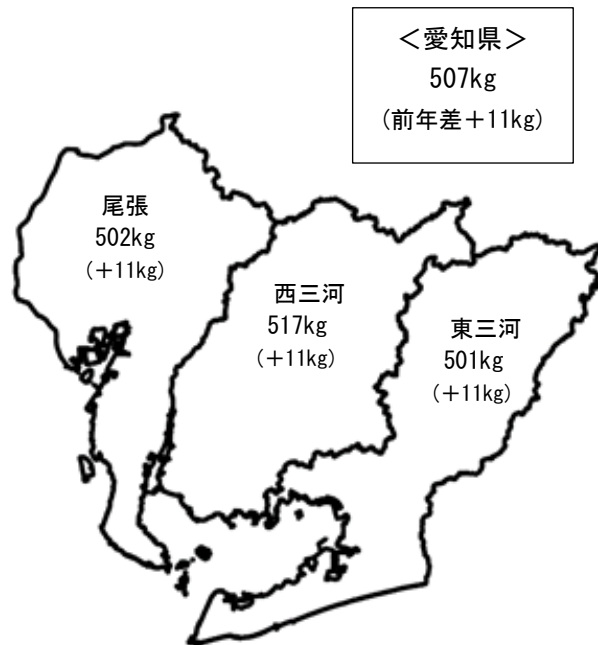 ＜愛知県＞
507kg
(前年差＋11kg)
尾張
502kg
(＋11kg)
西三河
517kg
(＋11kg)
東三河
501kg
(＋11kg)